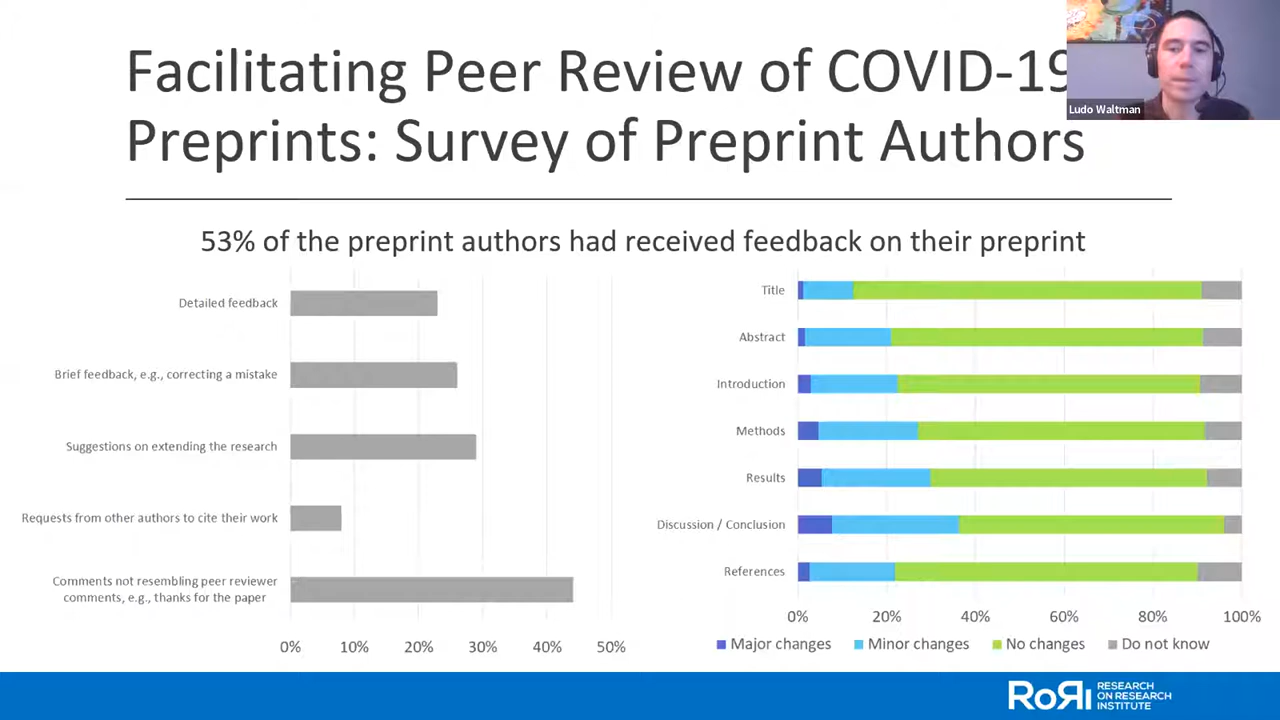 Facilitating Peer Review of COVID-19
Preprints: Survey of Preprint Authors
Ludo Waltman
53% of the preprint authors had received feedback on their preprint
Detailed feedback
Brief feedback, e.g., correcting a mistake
Suggestions on extending the research
Requests from other authors to cite their work
Comments not resembling peer reviewer
comments, e.g., thanks for the paper
0% 10% 20% 30% 40% 50%
Title
Abstract
Introduction
Methods
Results
Discussion / Conclusion
References
0% 20% 40% 60% 80% 100%
Major changes Minor changes No changes Do not know
RoRI RESEARCH
ON RESEARCH
INSTITUTE